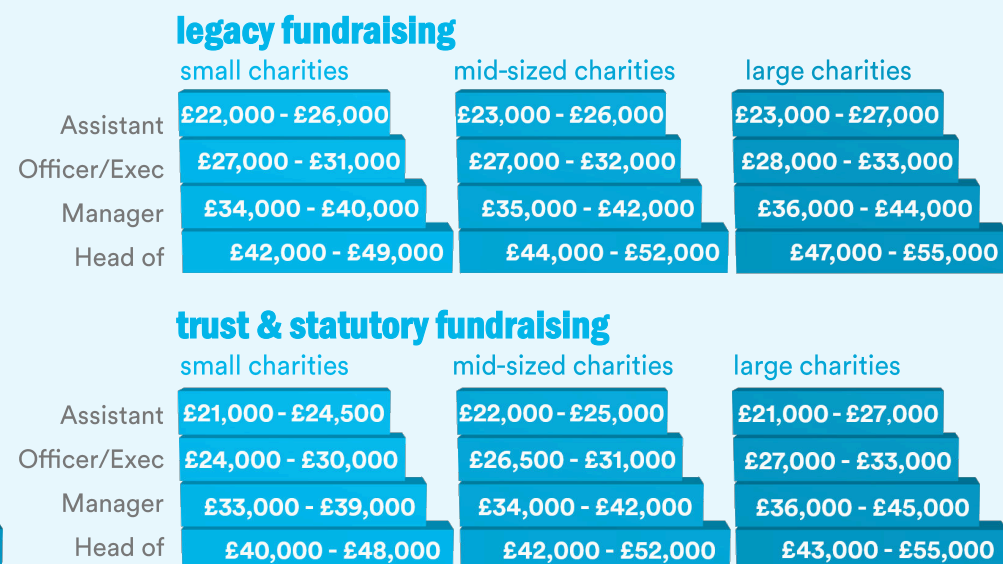 legacy fundraising
small charities mid-sized charities large charities
Assistant £22,000 - £26,000 £23,000 - £26,000 £23,000 - £27,000
Officer/Exec £27,000 - £31,000 £27,000 - £32,000 £28,000 - £33,000
Manager £34,000 - £40,000 £35,000 - £42,000 £36,000 - £44,000
Head of £42,000 - £49,000 £44,000 - £52,000 £47,000 - £55,000
trust & statutory fundraising
small charities mid-sized charities large charities
Assistant £21,000 - £24,500 £22,000 - £25,000 £21,000 - £27,000
Officer/Exec £24,000 - £30,000 £26,500 - £31,000 £27,000 - £33,000
Manager £33,000 - £39,000 £34,000 - £42,000 £36,000 - £45,000
Head of £40,000 - £48,000 £42,000 - £52,000 £43,000 - £55,000